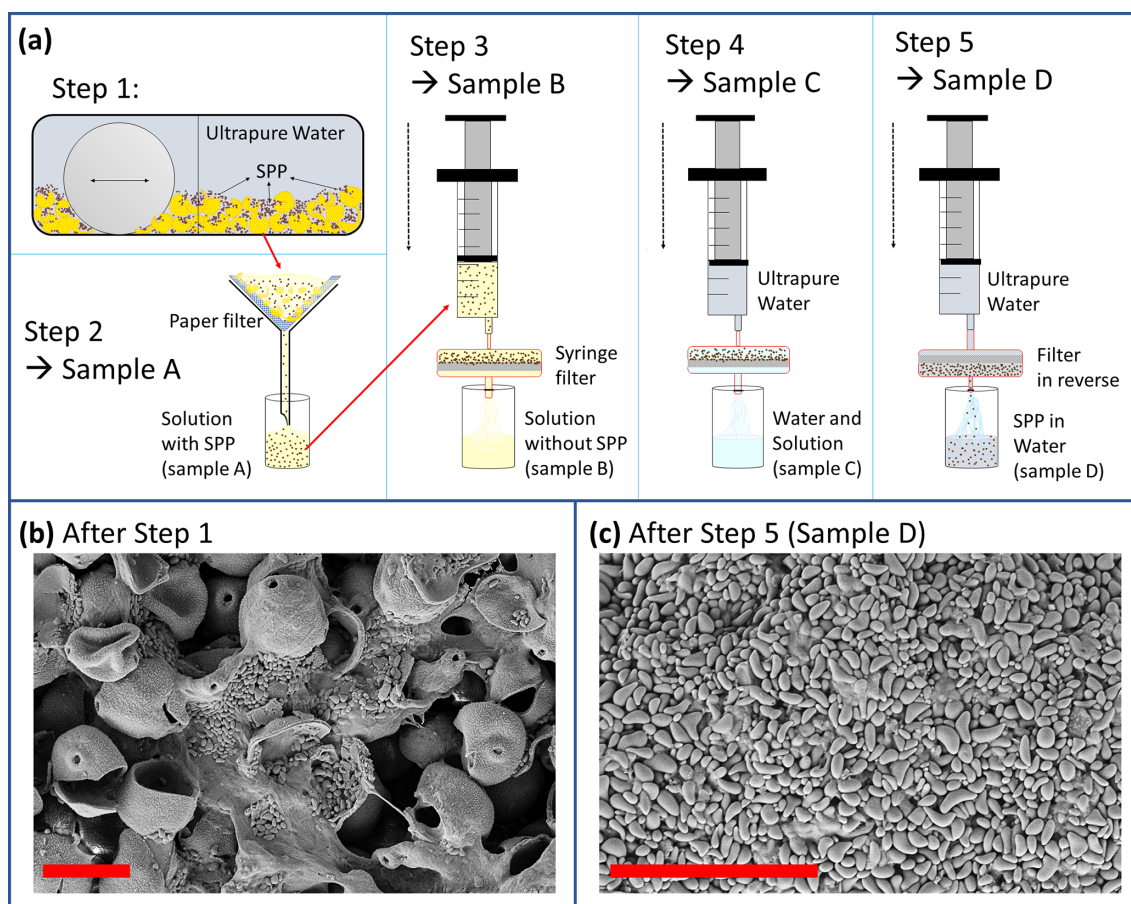 (a)
Step 1:
Ultrapure Water
SPP
Step 2
→ Sample A
Paper filter
Solution
with SPP
(sample A)
Step 3
→ Sample B
Syringe
filter
Solution
without SPP
(sample B)
Step 4
→ Sample C
Ultrapure
Water
Water and
Solution
(sample C)
Step 5
→ Sample D
Ultrapure
Water
Filter
in reverse
SPP in
Water
(sample D)
(b) After Step 1
(c) After Step 5 (Sample D)